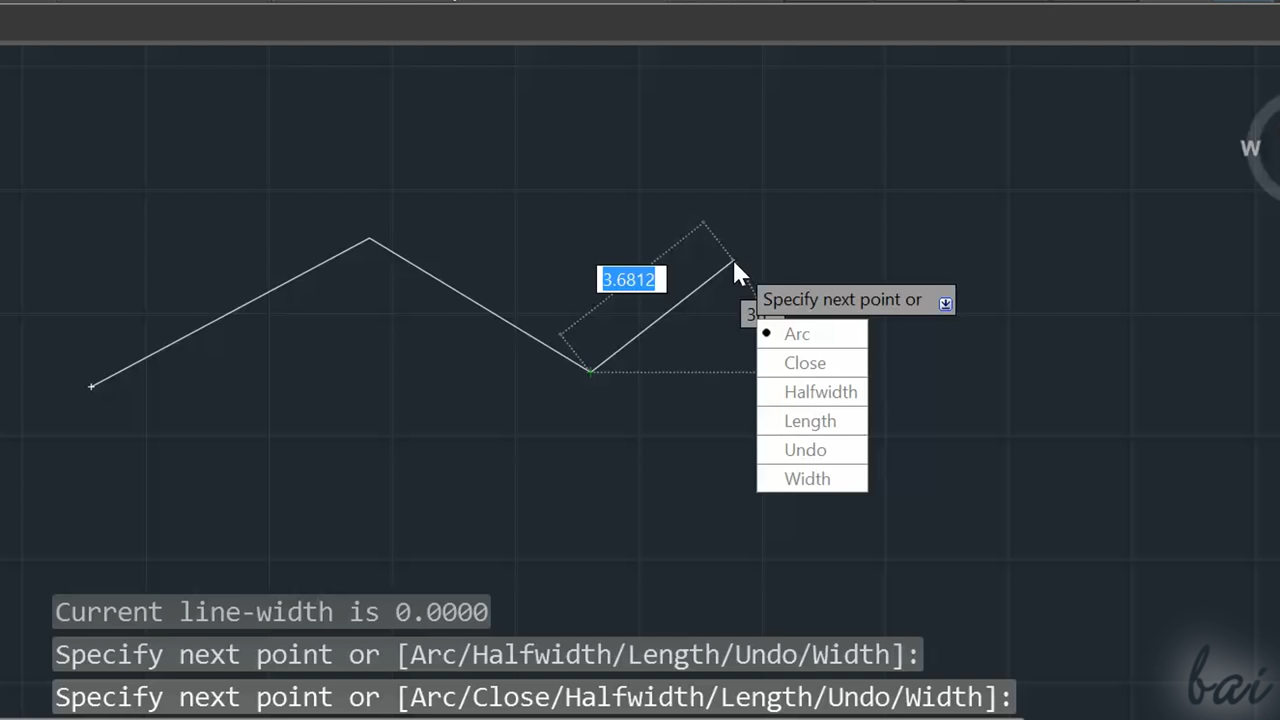 W
3.6812
Specify next point or
3
Arc
Close
Halfwidth
Length
Undo
Width
Current line-width is 0.0000
Specify next point or [Arc/Halfwidth/Length/Undo/Width]:
Specify next point or [Arc/Close/Halfwidth/Length/Undo/Width]:
bai